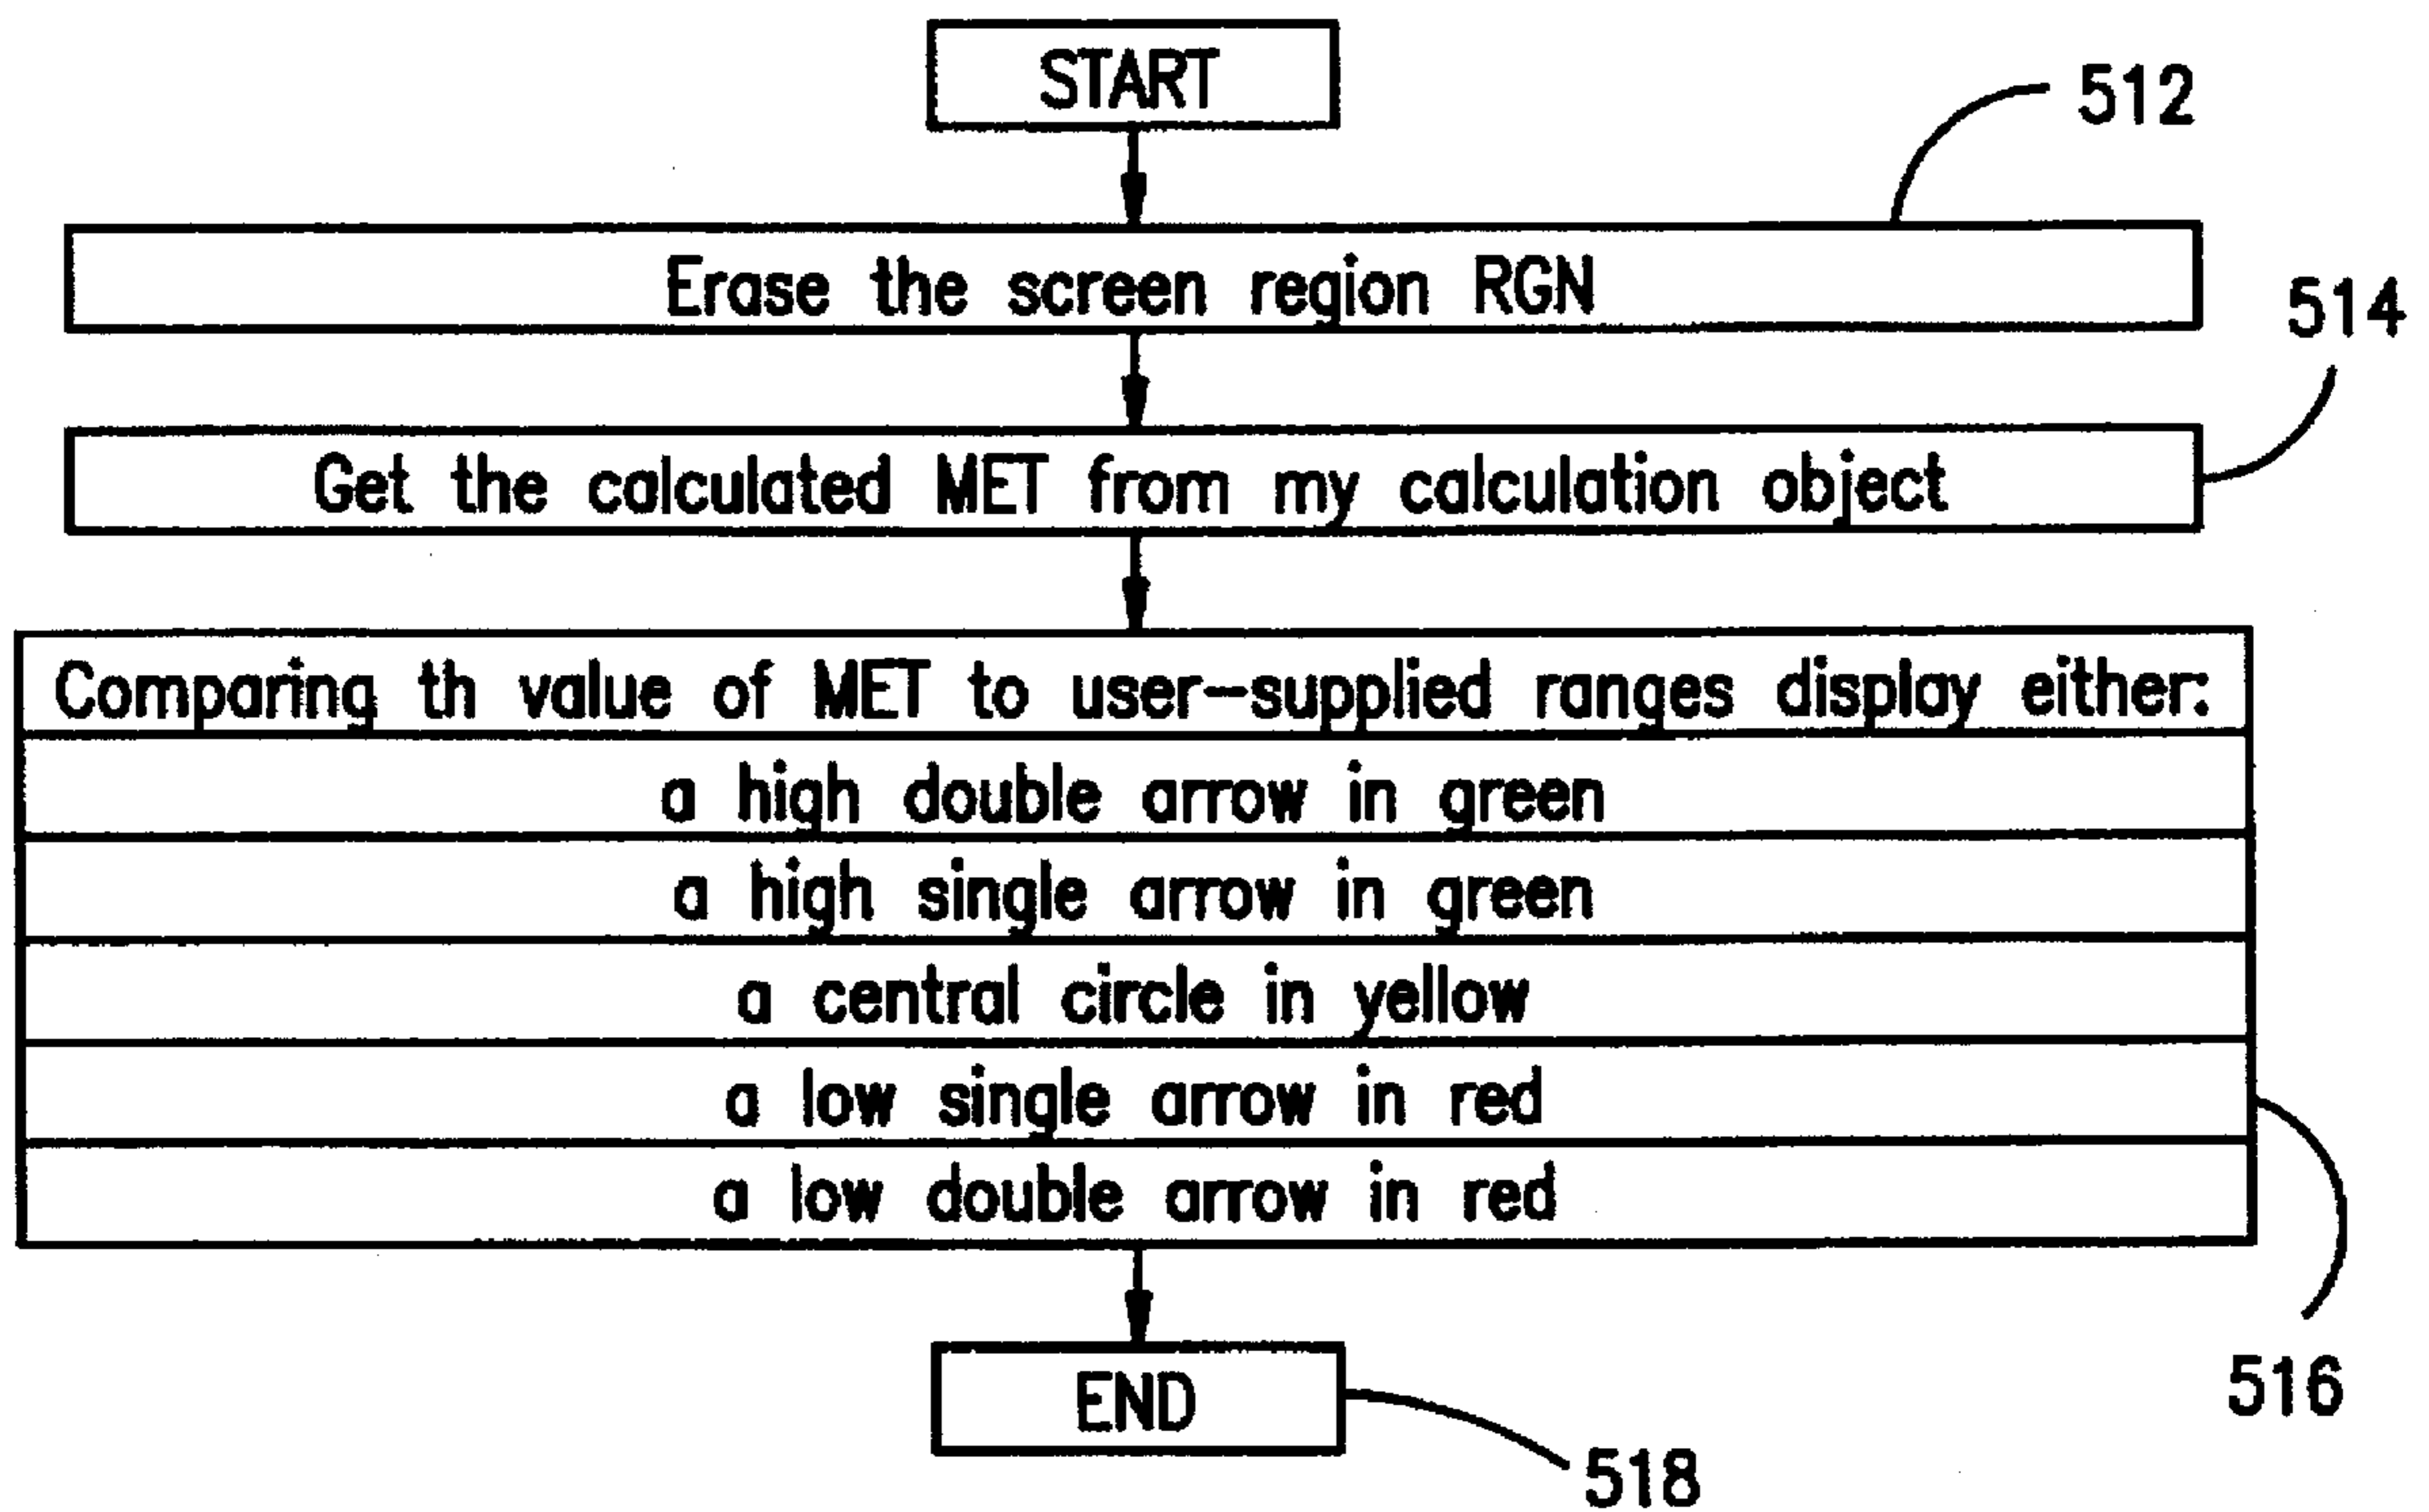 START
512
Erase the screen region RGN
514
Get the calculated MET from my calculation object
Comparing th value of MET to user-supplied ranges display either:
a high double arrow in green
a high single arrow in green
a central circle in yellow
a low single arrow in red
a low double arrow in red
516
END
518